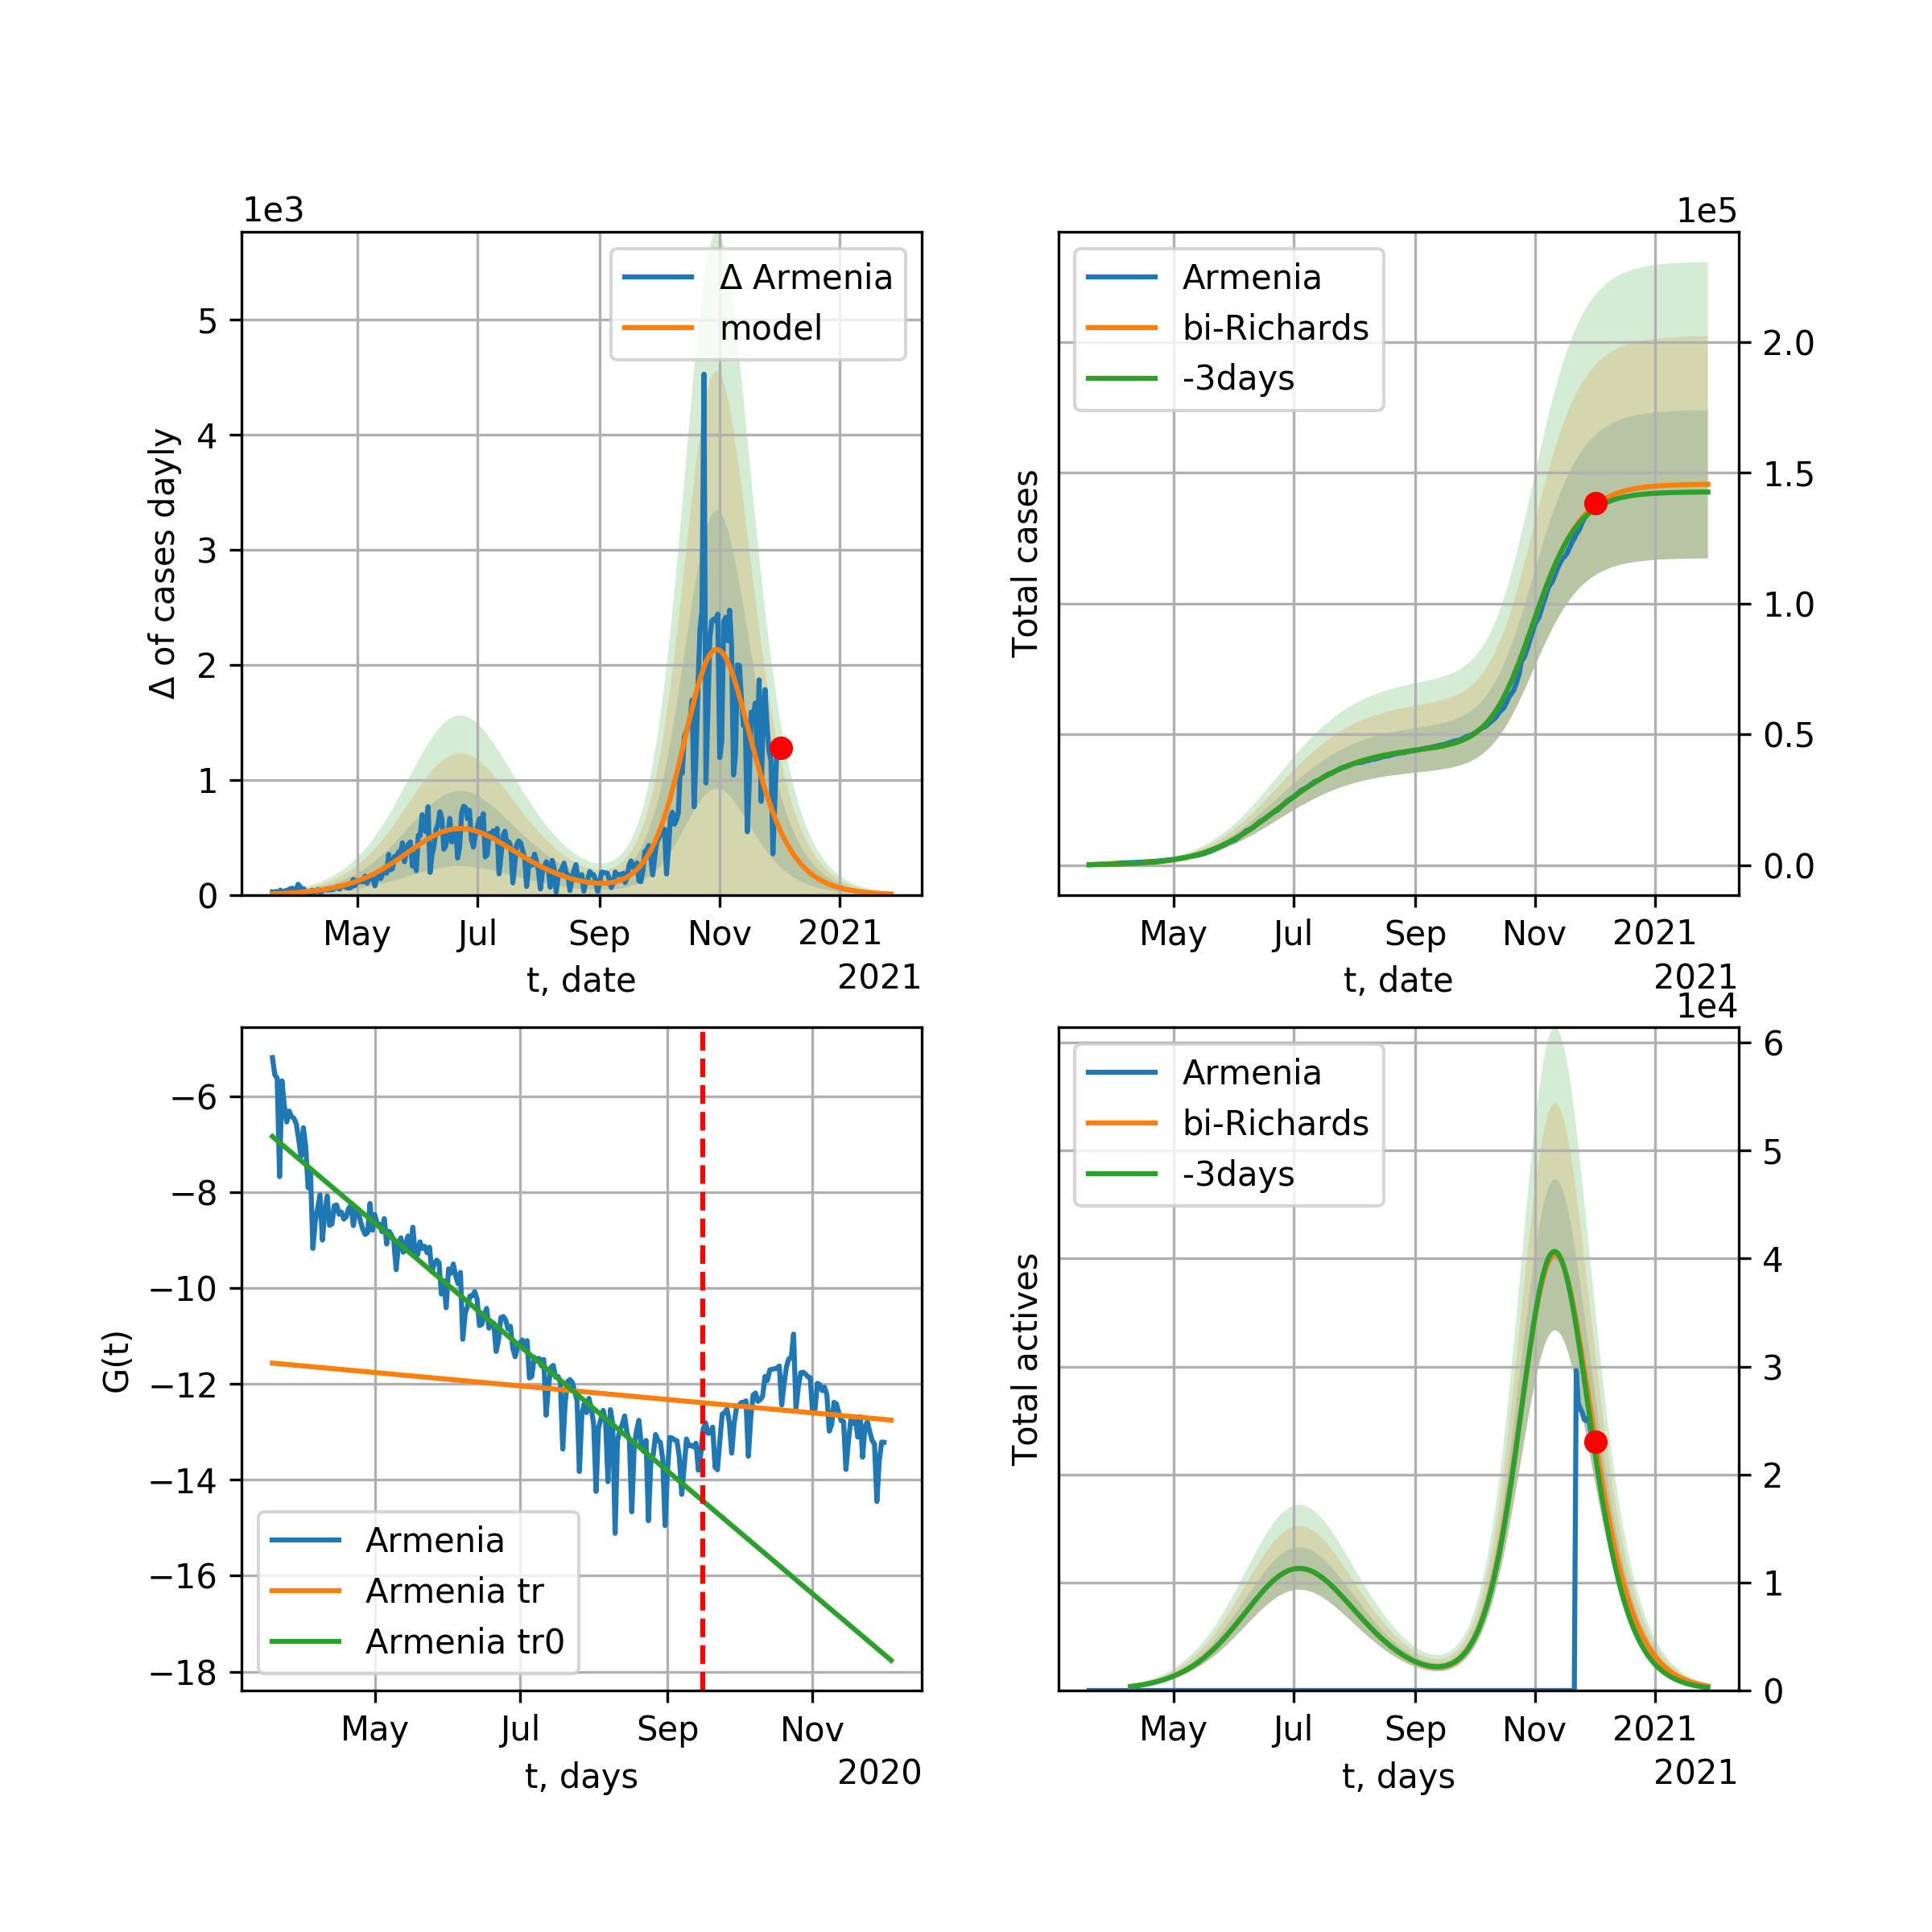 1e3
Δ of cases dayly
5
4
3
2
1
0
Δ Armenia
model
May Jul Sep Nov 2021
t, date
2021
1e5
Total cases
Armenia
bi-Richards
-3days
2.0
1.5
1.0
0.5
0.0
May Jul Sep Nov 2021
t, date
2021
G(t)
−6
−8
−10
−12
−14
−16
−18
Armenia
Armenia tr
Armenia tr0
May Jul Sep Nov
t, days
2020
1e4
Total actives
Armenia
bi-Richards
-3days
6
5
4
3
2
1
0
May Jul Sep Nov 2021
t, days
2021